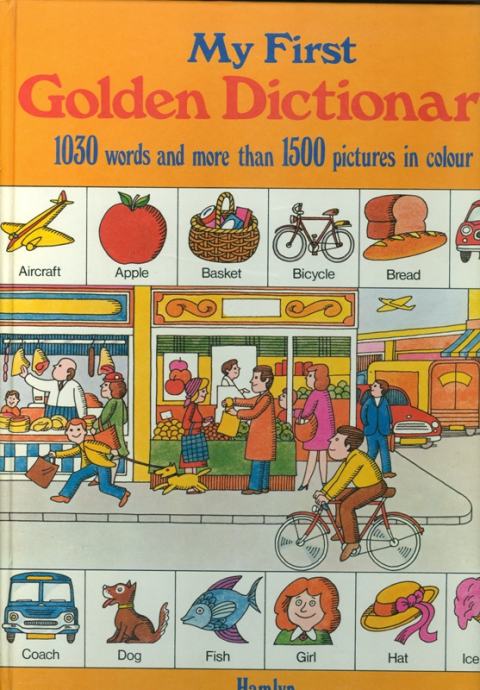 My First
Golden Dictionar
1030 words and more than 1500 pictures in colour
Aircraft
Apple
Basket
Bicycle
Bread
Coach
Dog
Fish
Girl
Hat
Ice
Hamlyn